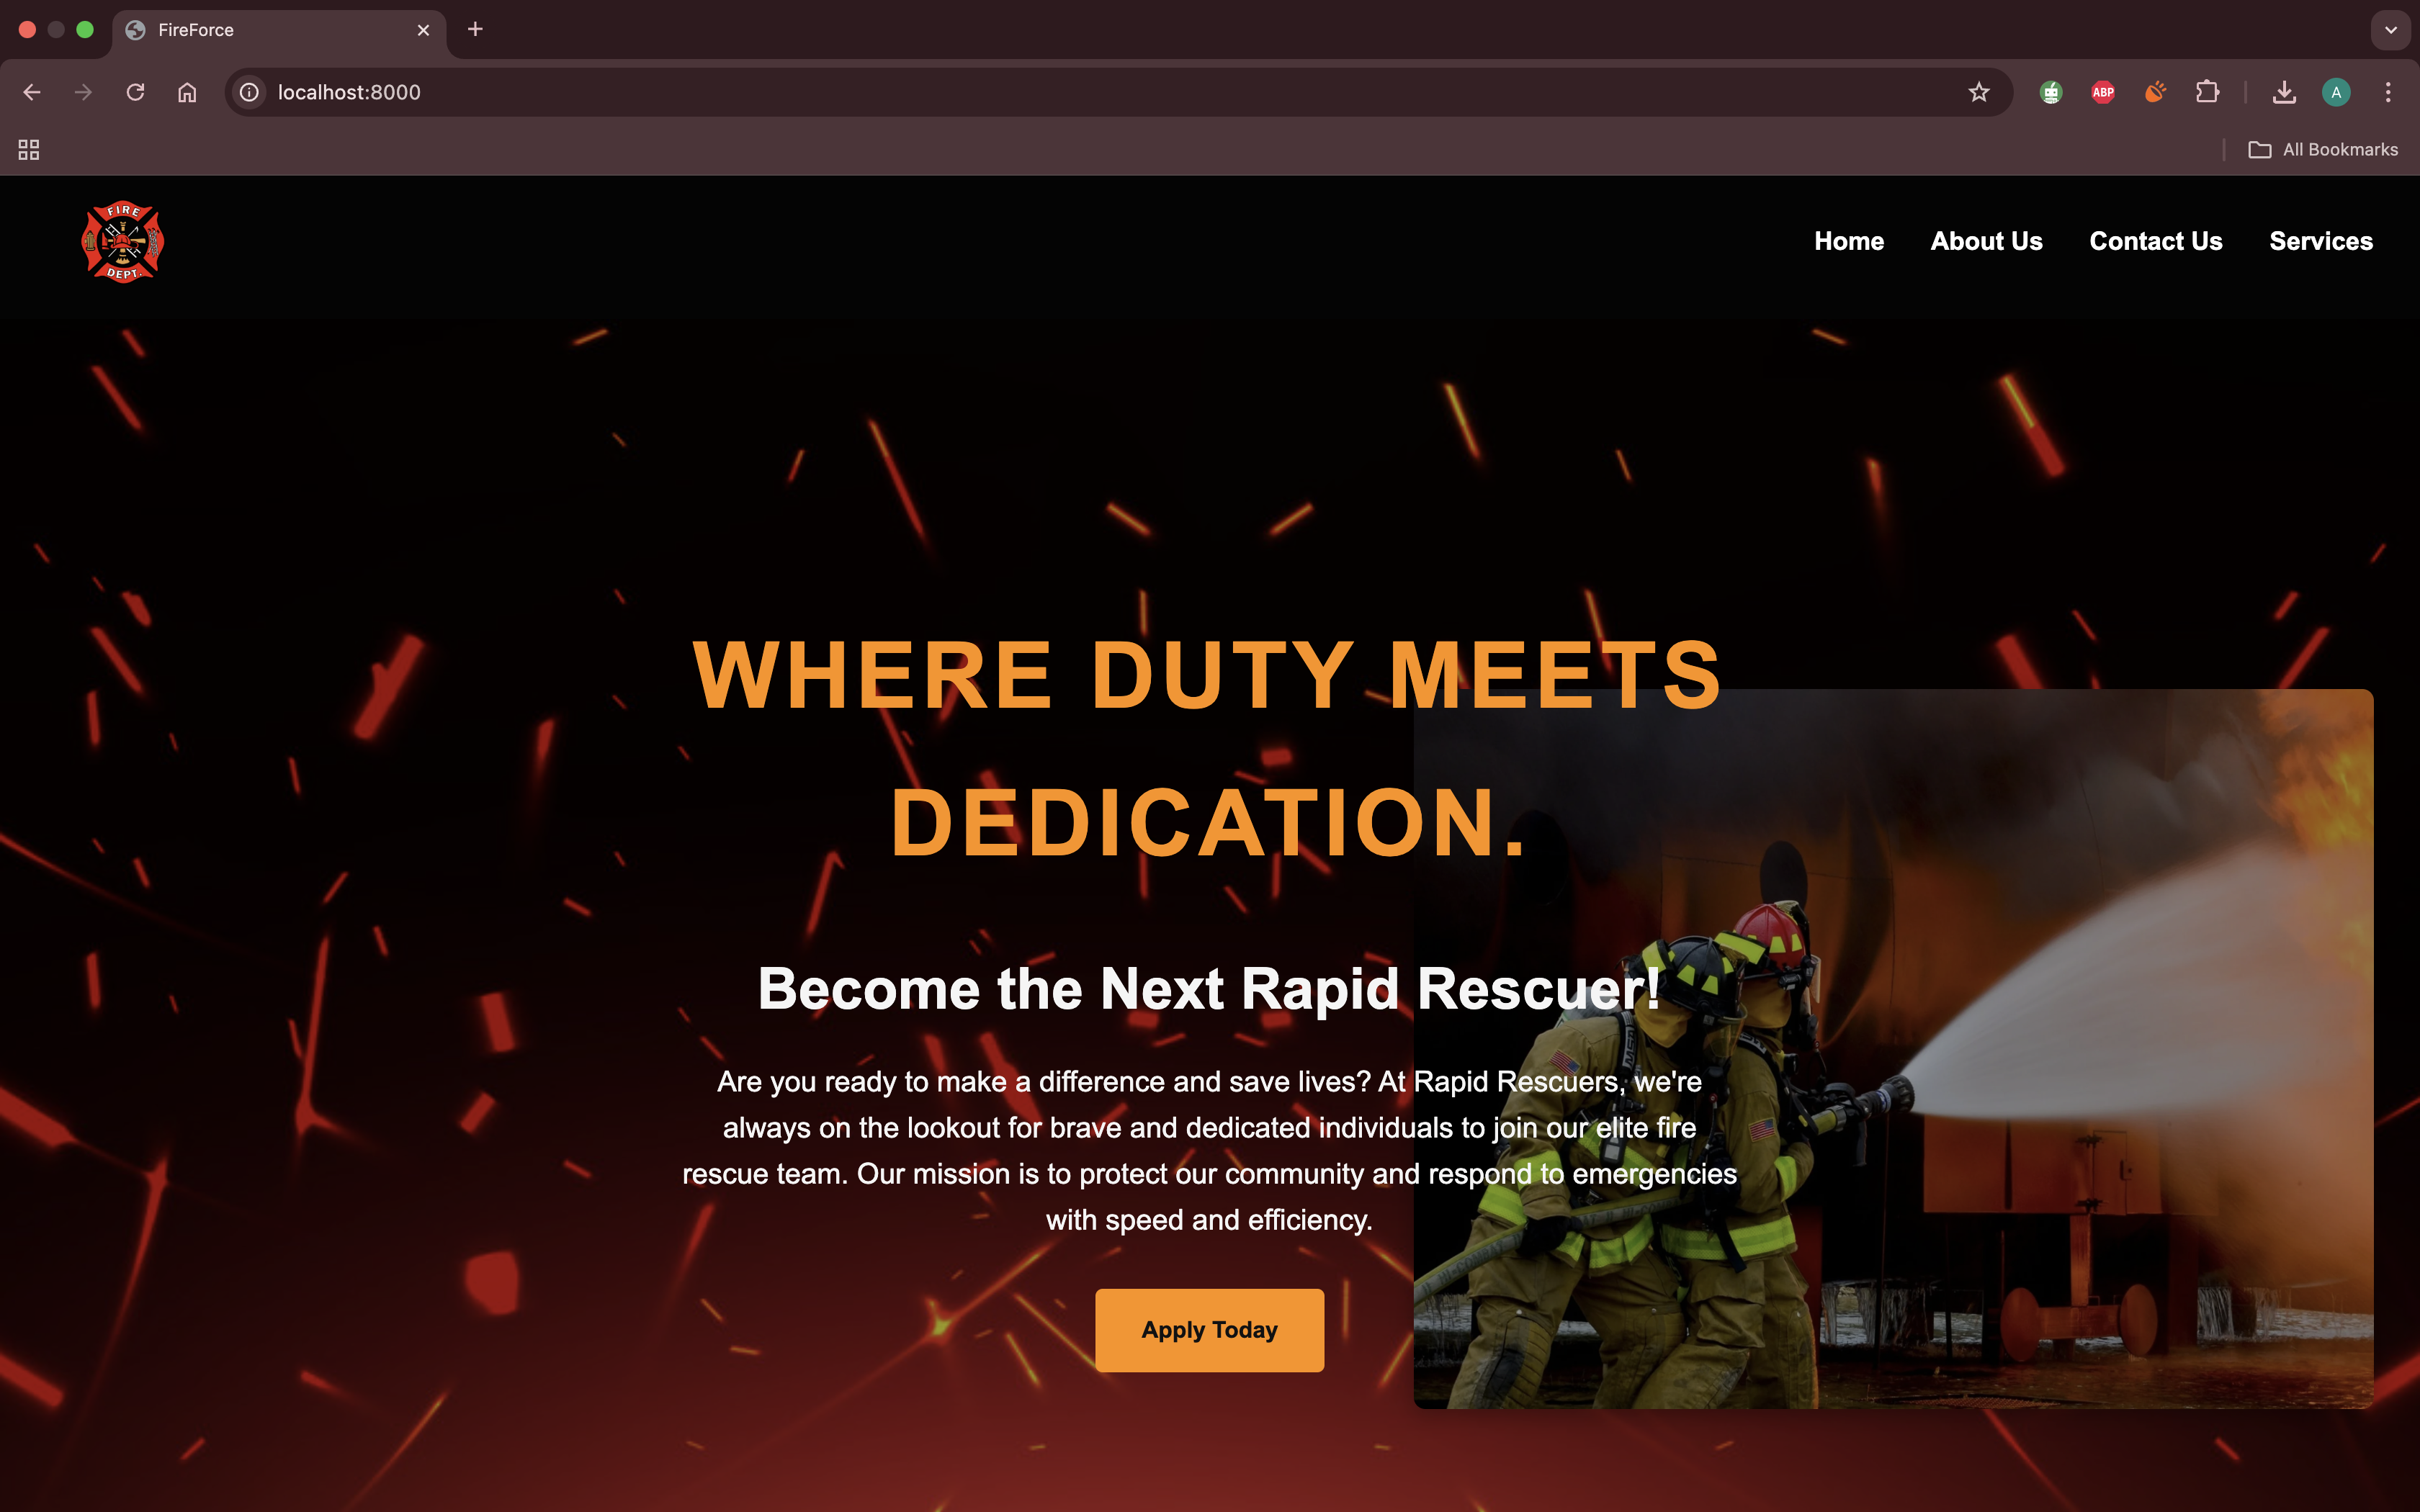 FireForce
localhost:8000
ABP
A
All Bookmarks
FIRE
DEPT.
Home About Us Contact Us Services
WHERE DUTY MEETS
DEDICATION.
Become the Next Rapid Rescuer!
Are you ready to make a difference and save lives? At Rapid Rescuers, we're
always on the lookout for brave and dedicated individuals to join our elite fire
rescue team. Our mission is to protect our community and respond to emergencies
with speed and efficiency.
Apply Today